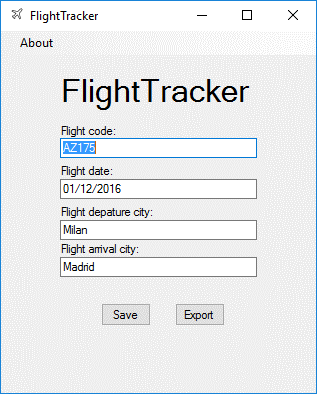 FlightTracker
About
FlightTracker
Flight code:
AZ175
Flight date:
01/12/2016
Flight depature city:
Milan
Flight arrival city:
Madrid
Save Export